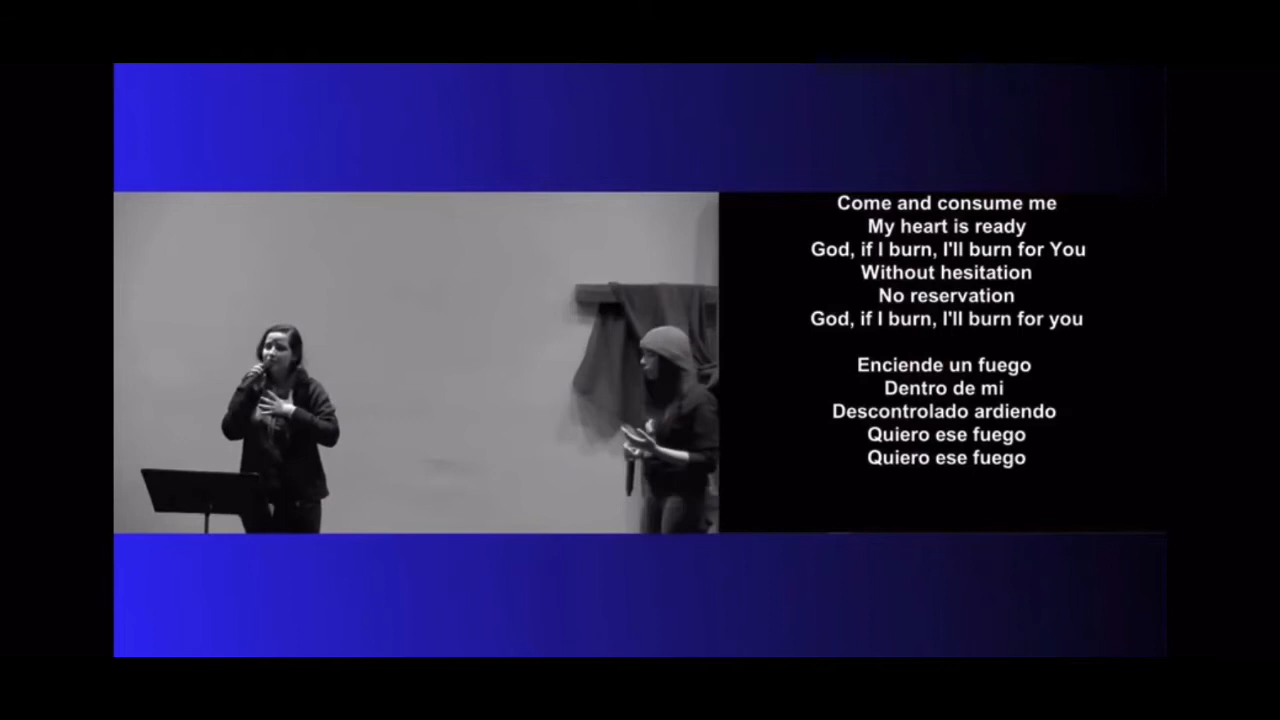 Come and consume me
My heart is ready
God, if I burn, I'll burn for You
Without hesitation
No reservation
God, if I burn, I'll burn for you
Enciende un fuego
Dentro de mi
Descontrolado ardiendo
Quiero ese fuego
Quiero ese fuego